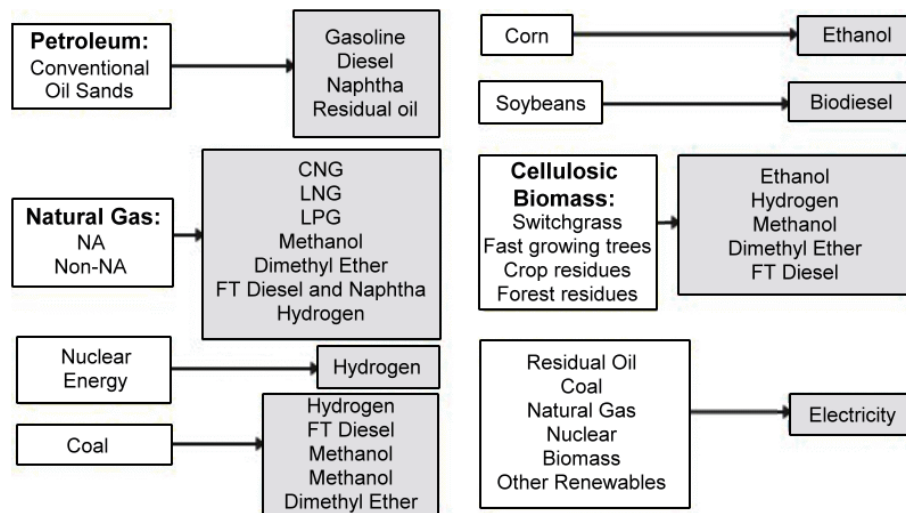 Petroleum:
Conventional
Oil Sands
Gasoline
Diesel
Naphtha
Residual oil
Natural Gas:
NA
Non-NA
CNG
LNG
LPG
Methanol
Dimethyl Ether
FT Diesel and Naphtha
Hydrogen
Nuclear
Energy
Hydrogen
Coal
Hydrogen
FT Diesel
Methanol
Methanol
Dimethyl Ether
Corn
Ethanol
Soybeans
Biodiesel
Cellulosic
Biomass:
Switchgrass
Fast growing trees
Crop residues
Forest residues
Ethanol
Hydrogen
Methanol
Dimethyl Ether
FT Diesel
Residual Oil
Coal
Natural Gas
Nuclear
Biomass
Other Renewables
Electricity